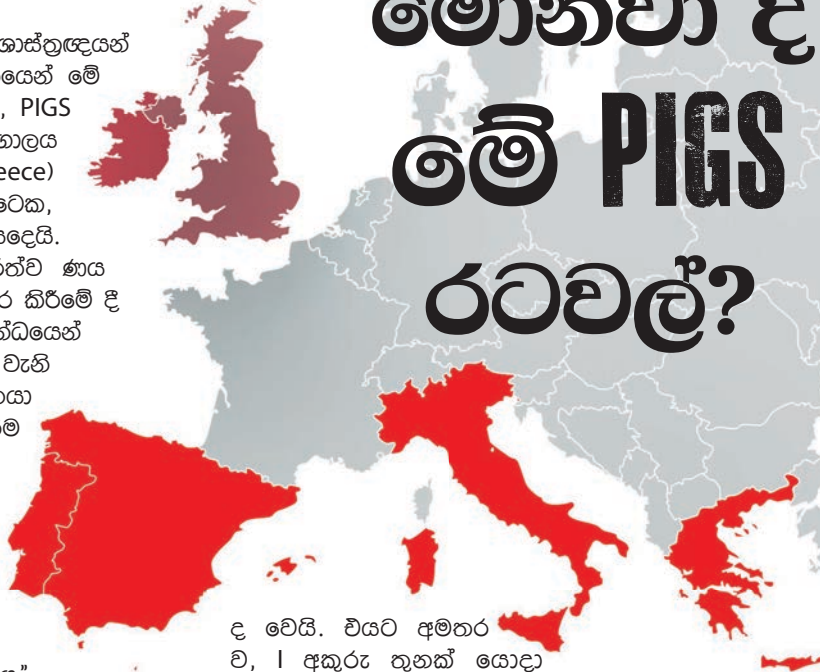 මොනවා ද
මේ PIGS
රටවල්?
ශාස්ත්‍රඥයන්
යෙන් මේ
, PIGS
ගාලය
eece)
ටෙක,
දෙයි.
ත්ව ණය
ර කිරීමේ දී
න්ධයෙන්
වැනි
යා
ම
ද වෙයි. එයට අමතර
ව, I අකුරු තුනක් යොදා